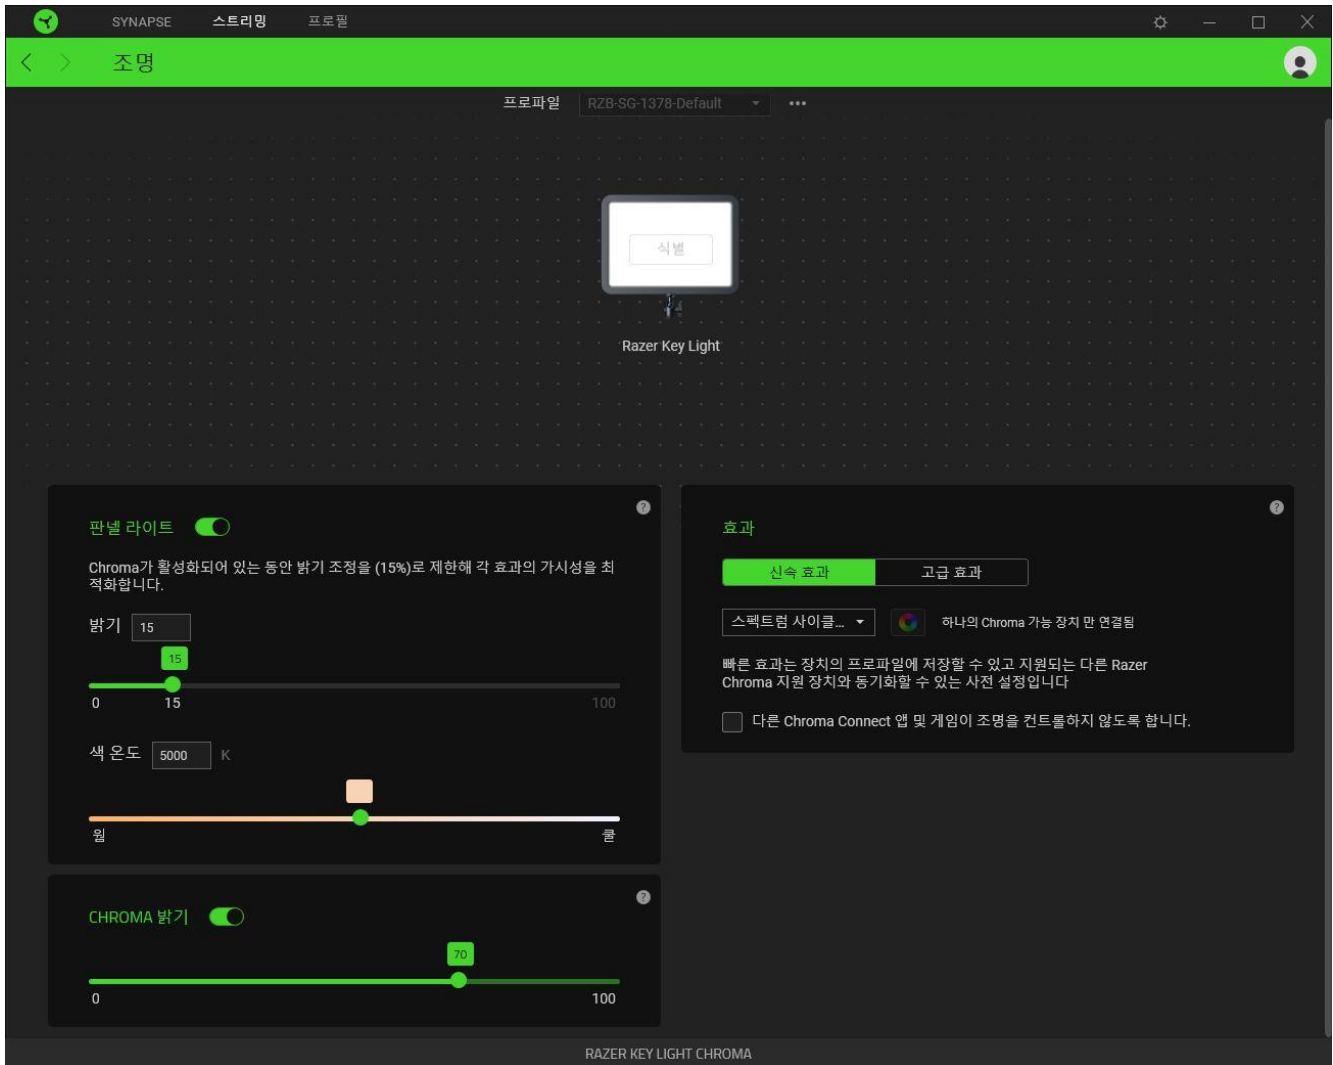 SYNAPSE 스트리밍 프로필
조명
프로파일 RZB-SG-1378-Default
식별
Razer Key Light
판넬 라이트
Chroma가 활성화되어 있는 동안 밝기 조정을 (15%)로 제한해 각 효과의 가시성을 최
적화합니다.
밝기 15
15
0 15 100
색 온도 5000 K
웜 쿨
CHROMA 밝기
70
0 100
효과
신속 효과 고급 효과
스펙트럼 사이클... 하나의 Chroma 가능 장치 만 연결됨
빠른 효과는 장치의 프로파일에 저장할 수 있고 지원되는 다른 Razer
Chroma 지원 장치와 동기화할 수 있는 사전 설정입니다
다른 Chroma Connect 앱 및 게임이 조명을 컨트롤하지 않도록 합니다.
RAZER KEY LIGHT CHROMA